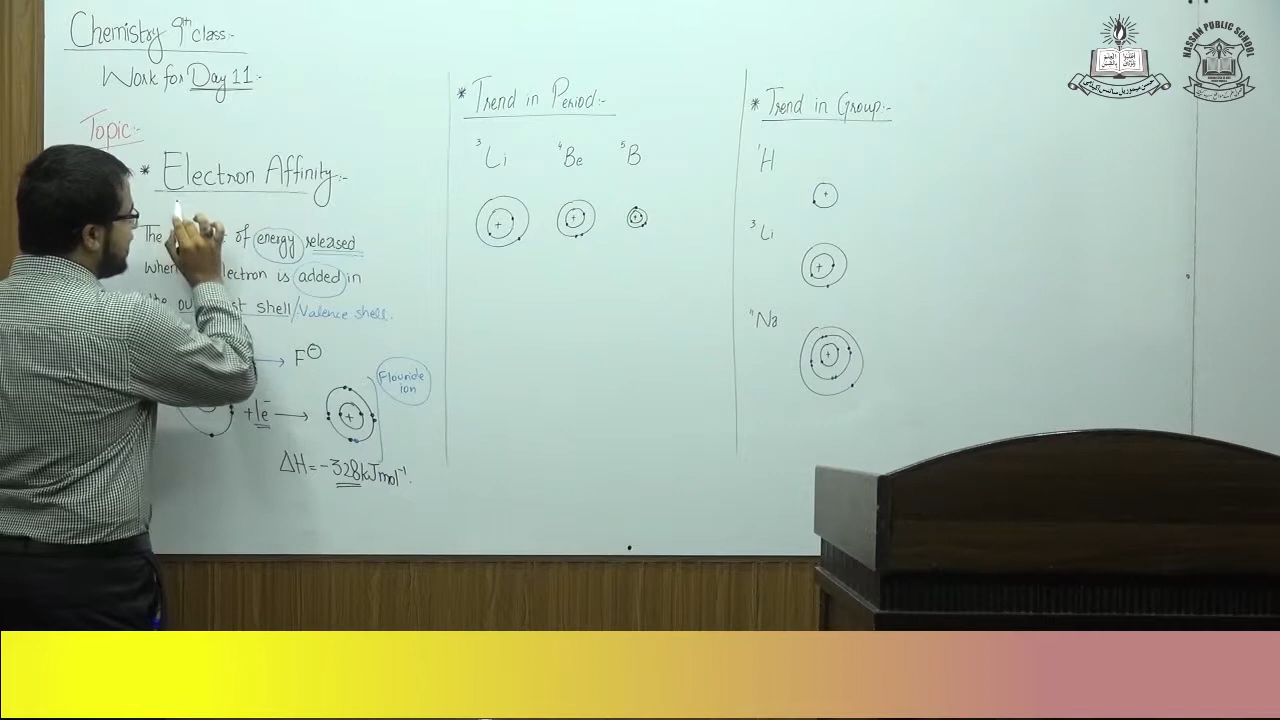 Chemistry 9th class:-
Work for Day 11:-
Topic:-
* Electron Affinity:-
The of energy released
When lectron is added in
the ou st shell/Valence shell.
→ F⊖
+1e⁻ →
Flouride
ion
ΔH = -328kJmol⁻¹.
* Trend in Period:-
³Li ⁴Be ⁵B
* Trend in Group:-
¹H
³Li
¹¹Na
HASSAN PUBLIC SCHOOL